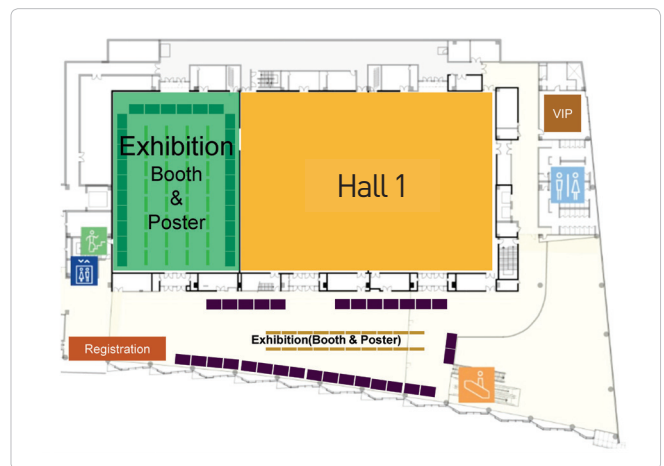 VIP
Exhibition
Booth
&
Poster
Hall 1
Exhibition(Booth & Poster)
Registration